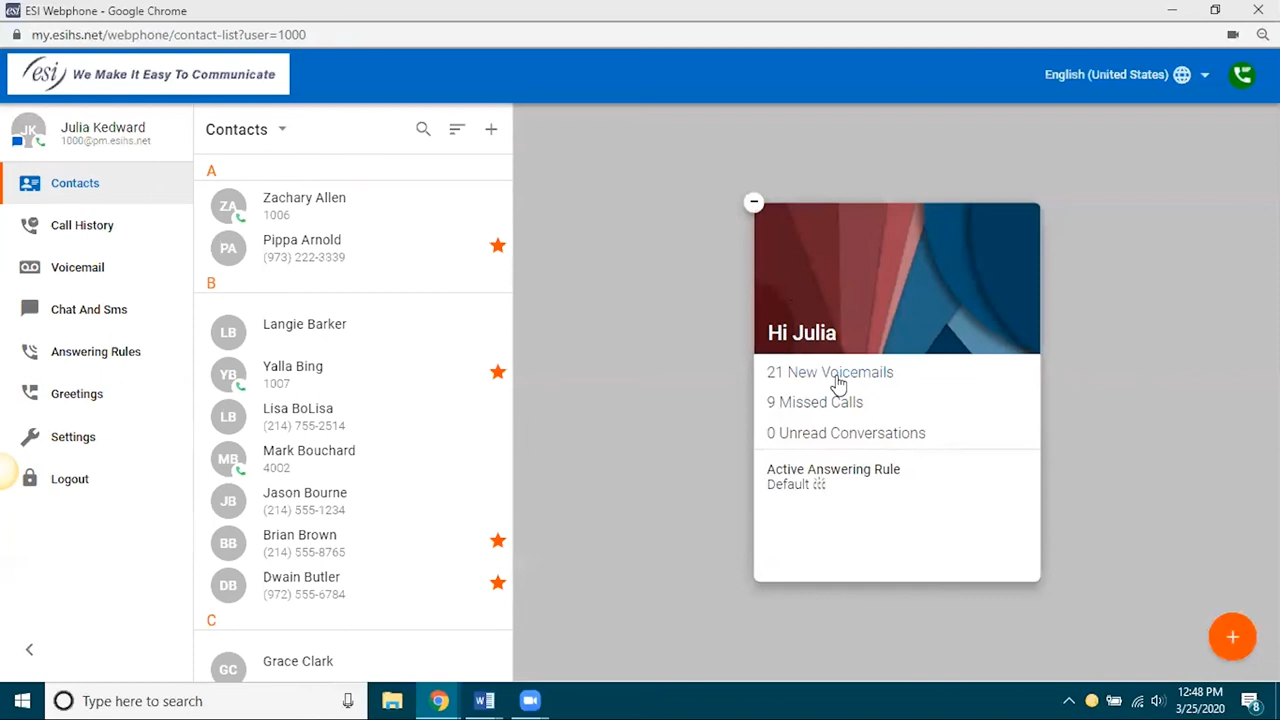 ESI Webphone - Google Chrome
my.esihs.net/webphone/contact-list?user=1000
esi We Make It Easy To Communicate
English (United States)
JK
Julia Kedward
1000@pm.esihs.net
Contacts
Call History
Voicemail
Chat And Sms
Answering Rules
Greetings
Settings
Logout
Contacts
A
ZA
Zachary Allen
1006
PA
Pippa Arnold
(973) 222-3339
B
LB
Langie Barker
YB
Yalla Bing
1007
LB
Lisa BoLisa
(214) 755-2514
MB
Mark Bouchard
4002
JB
Jason Bourne
(214) 555-1234
BB
Brian Brown
(214) 555-8765
DB
Dwain Butler
(972) 555-6784
C
GC
Grace Clark
Hi Julia
21 New Voicemails
9 Missed Calls
0 Unread Conversations
Active Answering Rule
Default
Type here to search
12:48 PM
3/25/2020
8